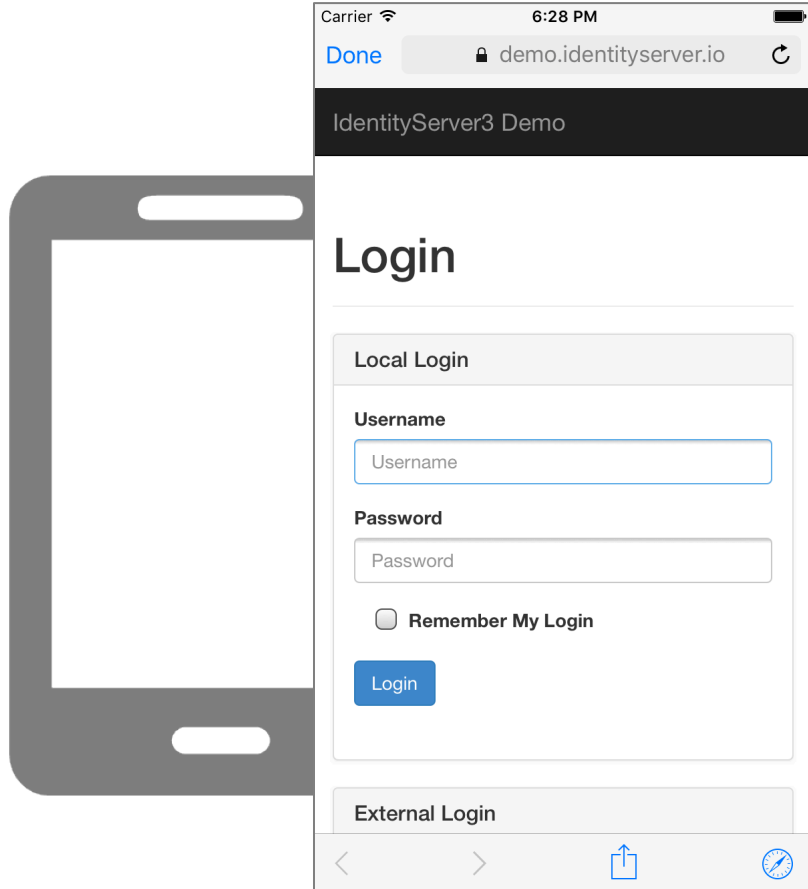 Carrier 6:28 PM
Done demo.identityserver.io
IdentityServer3 Demo
Login
Local Login
Username
Username
Password
Password
Remember My Login
Login
External Login